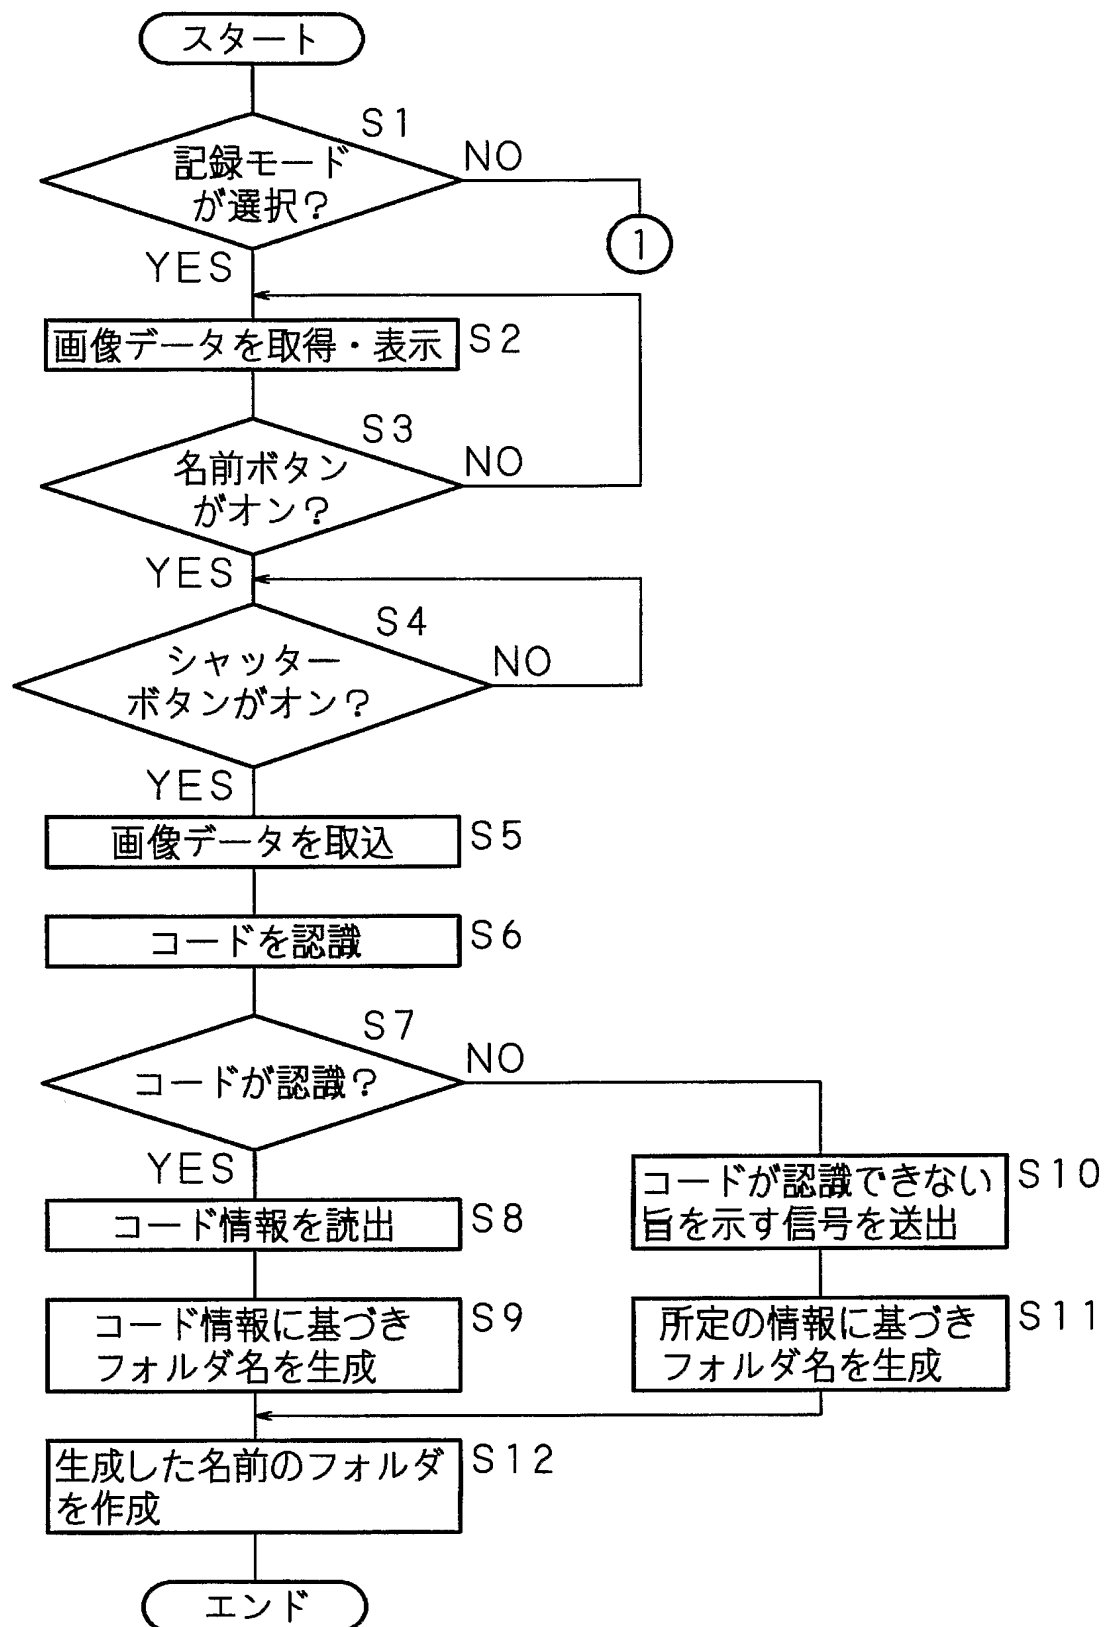 スタート
S1
記録モード
が選択?
NO
1
YES
画像データを取得・表示
S2
S3
名前ボタン
がオン?
NO
YES
S4
シャッター
ボタンがオン?
NO
YES
画像データを取込
S5
コードを認識
S6
S7
コードが認識?
NO
YES
コード情報を読出
S8
コードが認識できない
旨を示す信号を送出
S10
コード情報に基づき
フォルダ名を生成
S9
所定の情報に基づき
フォルダ名を生成
S11
生成した名前のフォルダ
を作成
S12
エンド